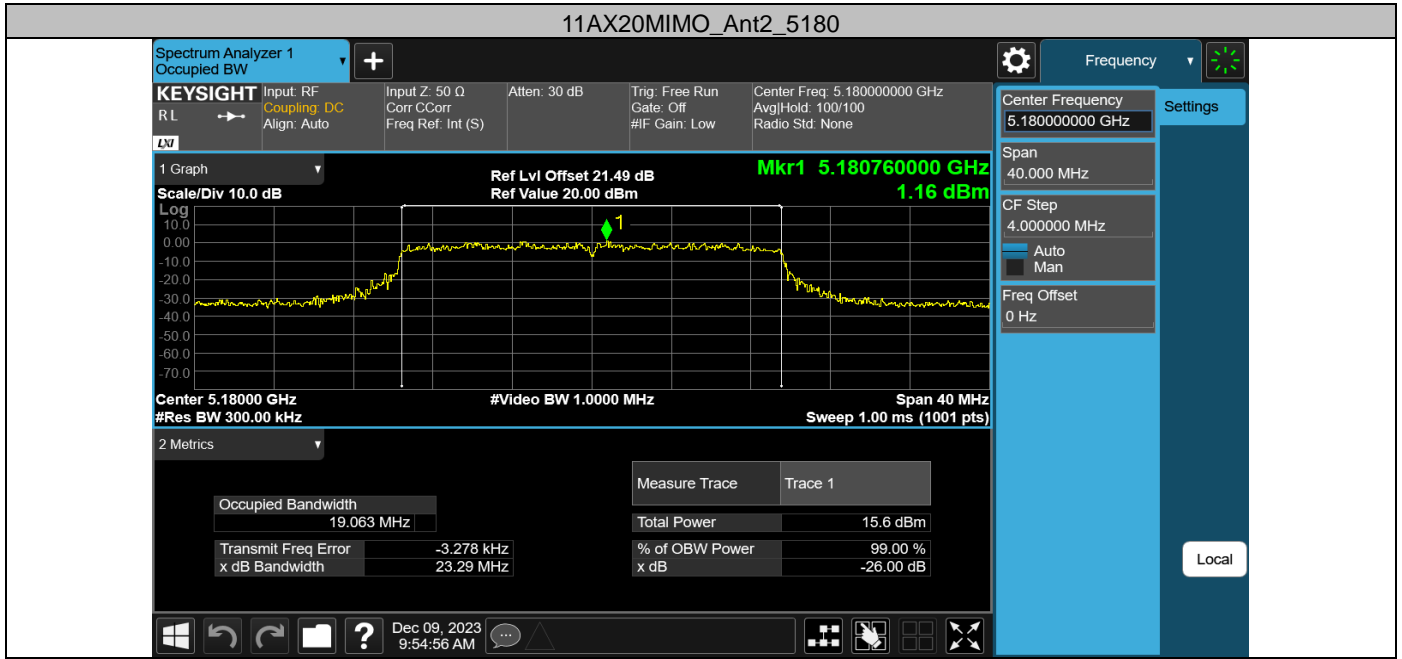 11AX20MIMO_Ant2_5180
Spectrum Analyzer 1
Occupied BW
Frequency
KEYSIGHT
R L
LXI
Input: RF
Coupling: DC
Align: Auto
Input Z: 50 Ω
Corr CCorr
Freq Ref: Int (S)
Atten: 30 dB
Trig: Free Run
Gate: Off
#IF Gain: Low
Center Freq: 5.180000000 GHz
Avg|Hold: 100/100
Radio Std: None
Center Frequency
5.180000000 GHz
Settings
Span
40.000 MHz
CF Step
4.000000 MHz
Auto
Man
Freq Offset
0 Hz
Local
1 Graph
Scale/Div 10.0 dB
Ref Lvl Offset 21.49 dB
Ref Value 20.00 dBm
Mkr1 5.180760000 GHz
1.16 dBm
Log
10.0
0.00
-10.0
-20.0
-30.0
-40.0
-50.0
-60.0
-70.0
1
Center 5.18000 GHz
#Res BW 300.00 kHz
#Video BW 1.0000 MHz
Span 40 MHz
Sweep 1.00 ms (1001 pts)
2 Metrics
Measure Trace Trace 1
Occupied Bandwidth
19.063 MHz
Total Power 15.6 dBm
Transmit Freq Error -3.278 kHz
% of OBW Power 99.00 %
x dB Bandwidth 23.29 MHz
x dB -26.00 dB
Dec 09, 2023
9:54:56 AM